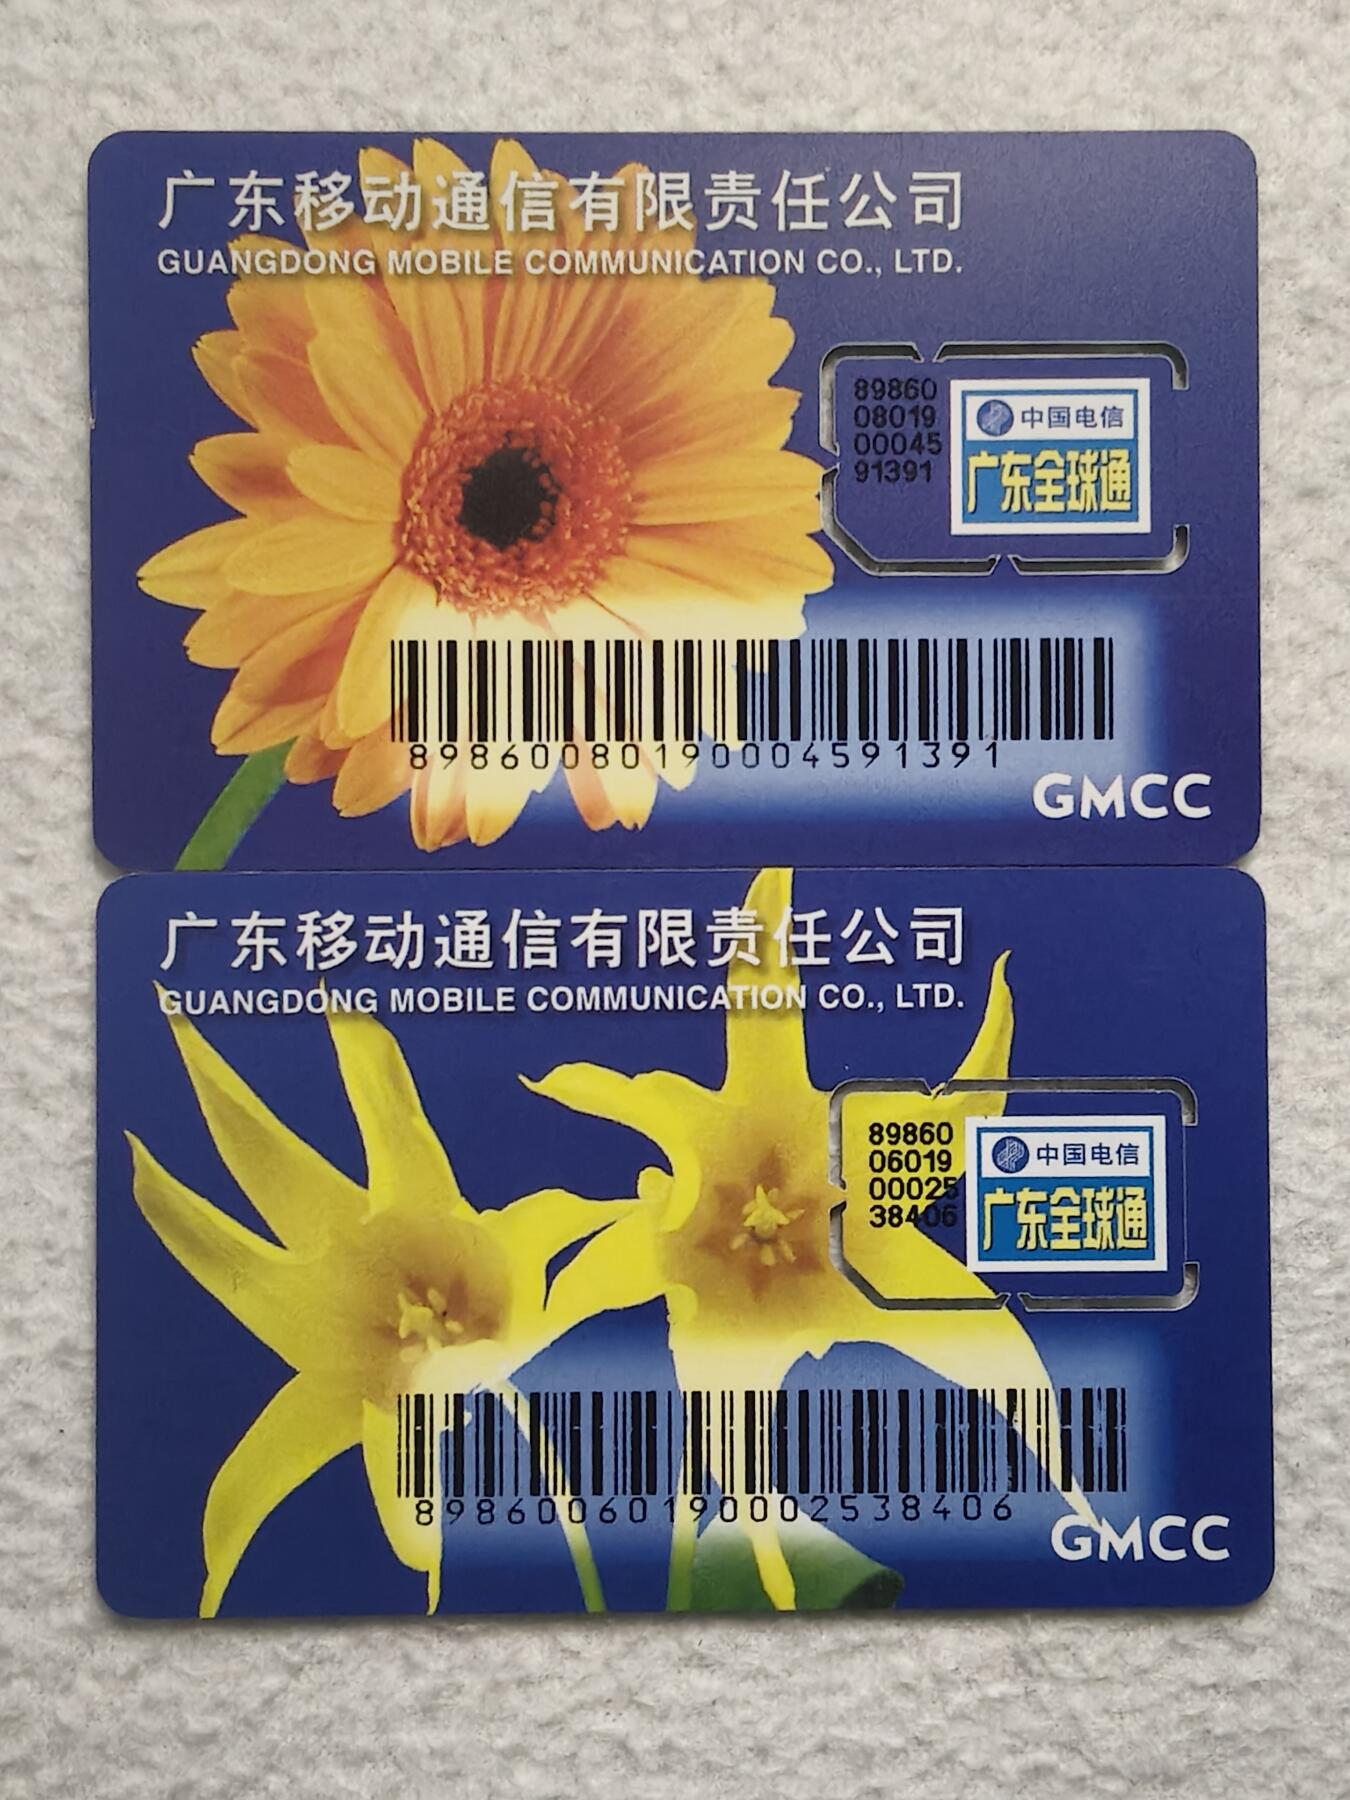 广东移动通信有限责任公司
GUANGDONG MOBILE COMMUNICATION CO., LTD.
89860
08019
00045
91391
中国电信
广东全球通
89860080190004591391
GMCC
广东移动通信有限责任公司
GUANGDONG MOBILE COMMUNICATION CO., LTD.
89860
06019
00025
38406
中国电信
广东全球通
89860060190002538406
GMCC